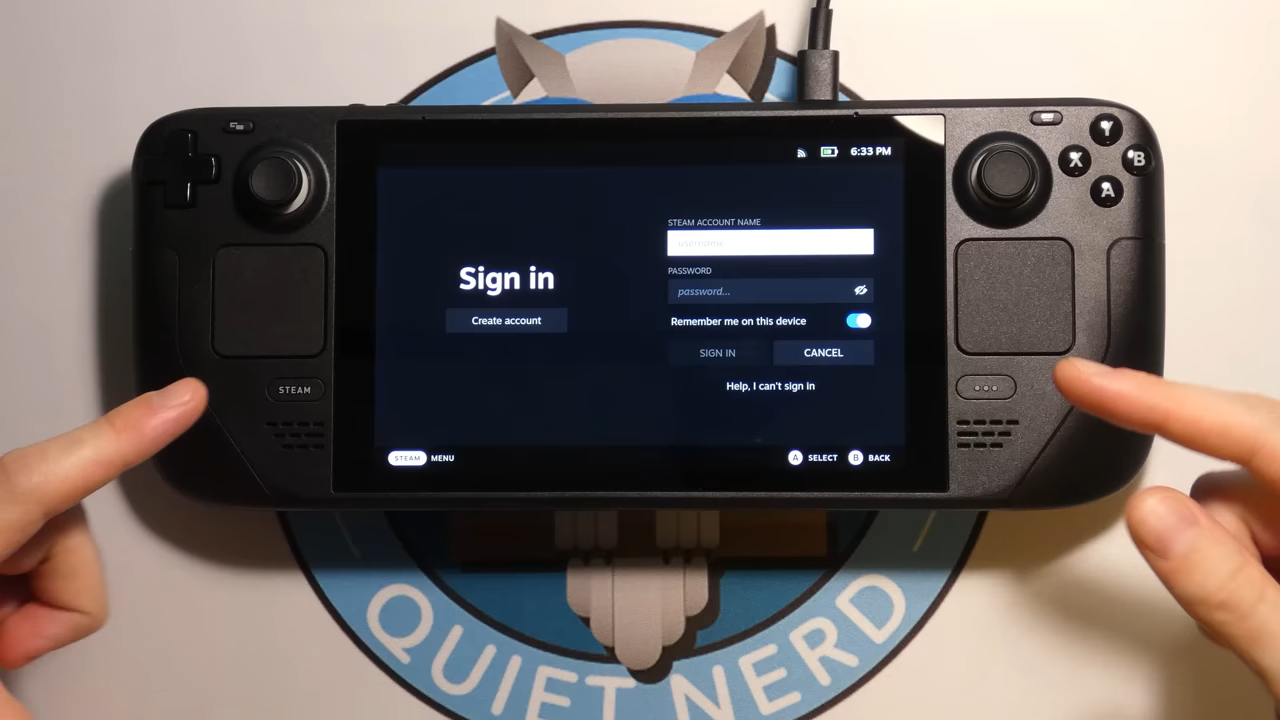 6:33 PM
Y
X
B
A
STEAM ACCOUNT NAME
username
PASSWORD
password...
Sign in
Create account
Remember me on this device
SIGN IN
CANCEL
Help, I can't sign in
STEAM
STEAM MENU
A SELECT B BACK
QUIET NERD